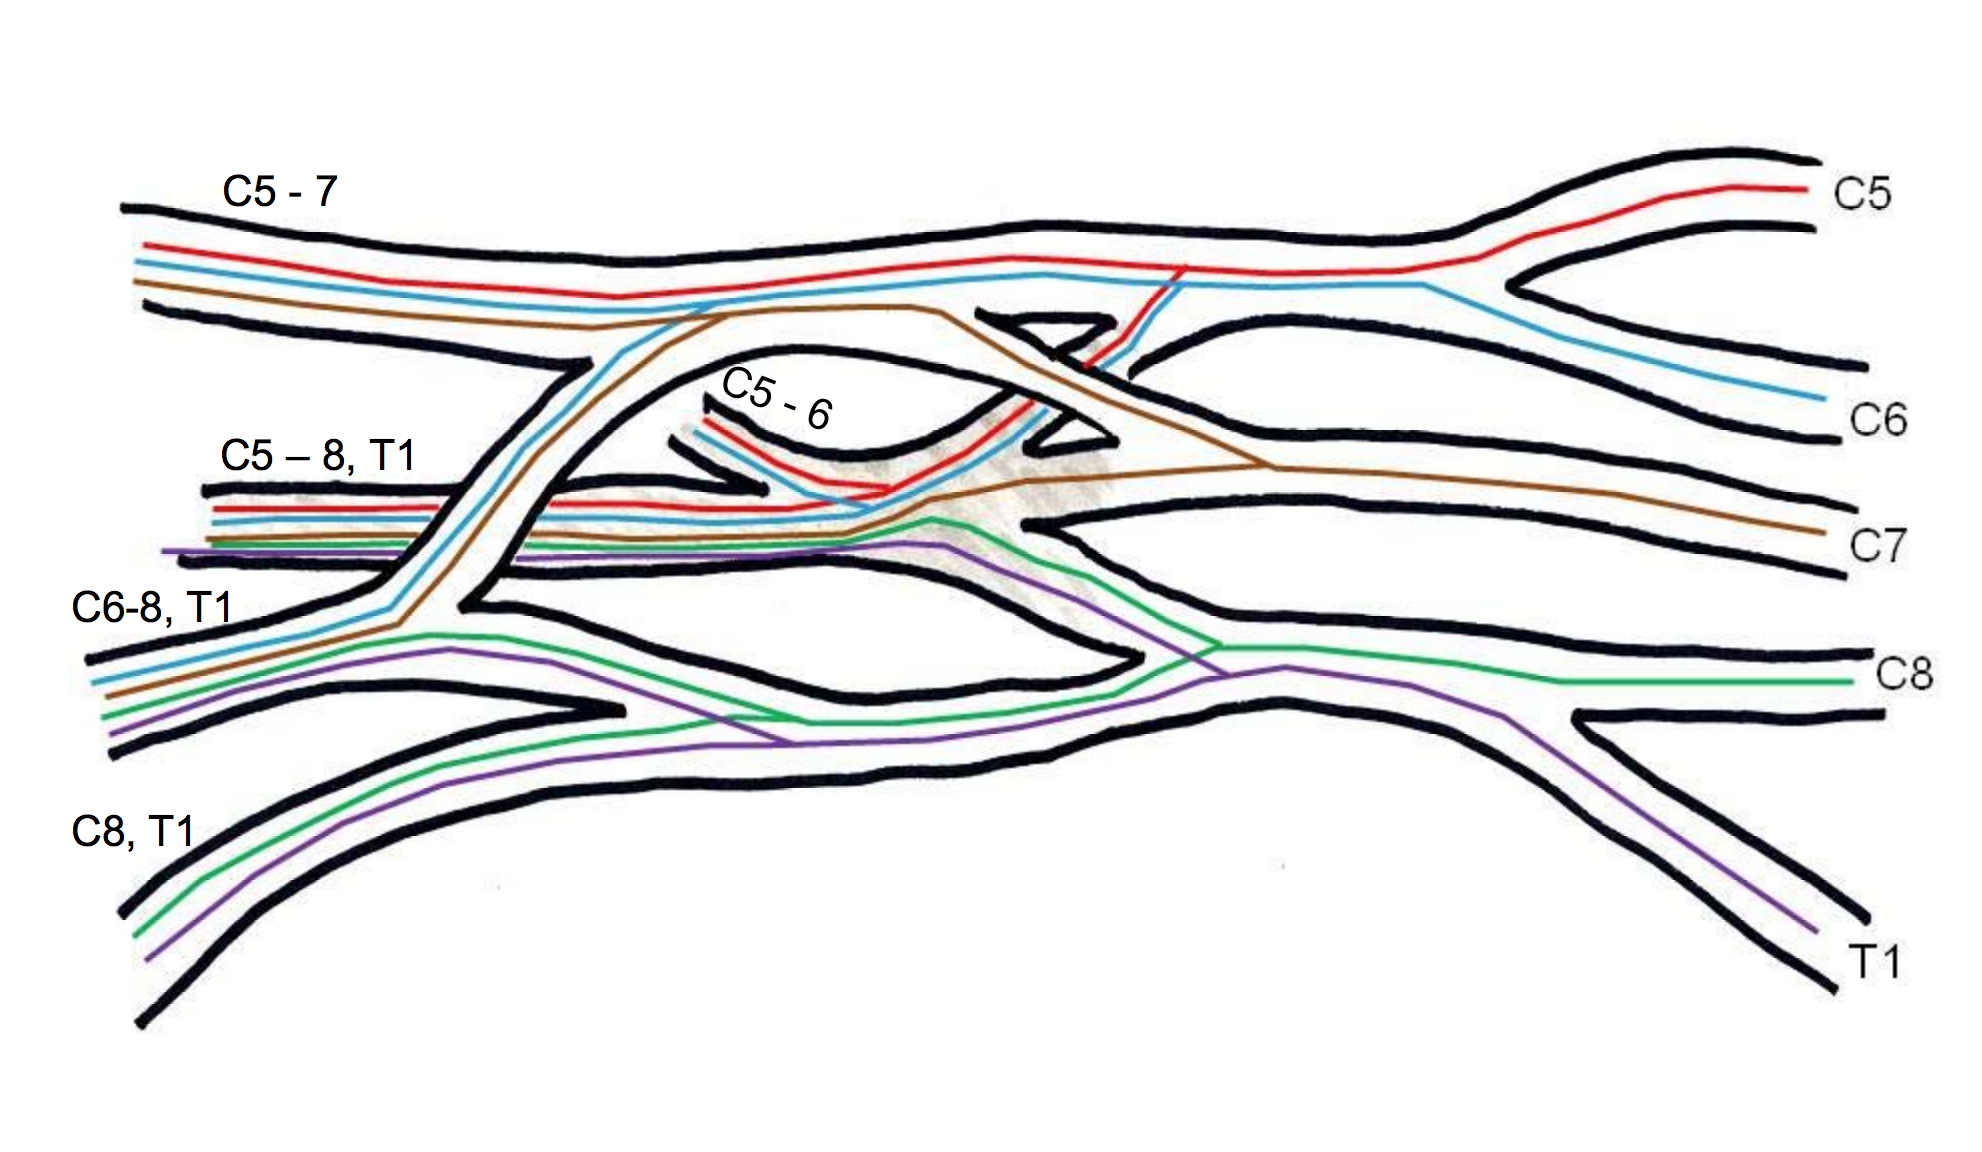 C5 - 7
C5
C5 - 6
C6
C5 – 8, T1
C7
C6-8, T1
C8
C8, T1
T1